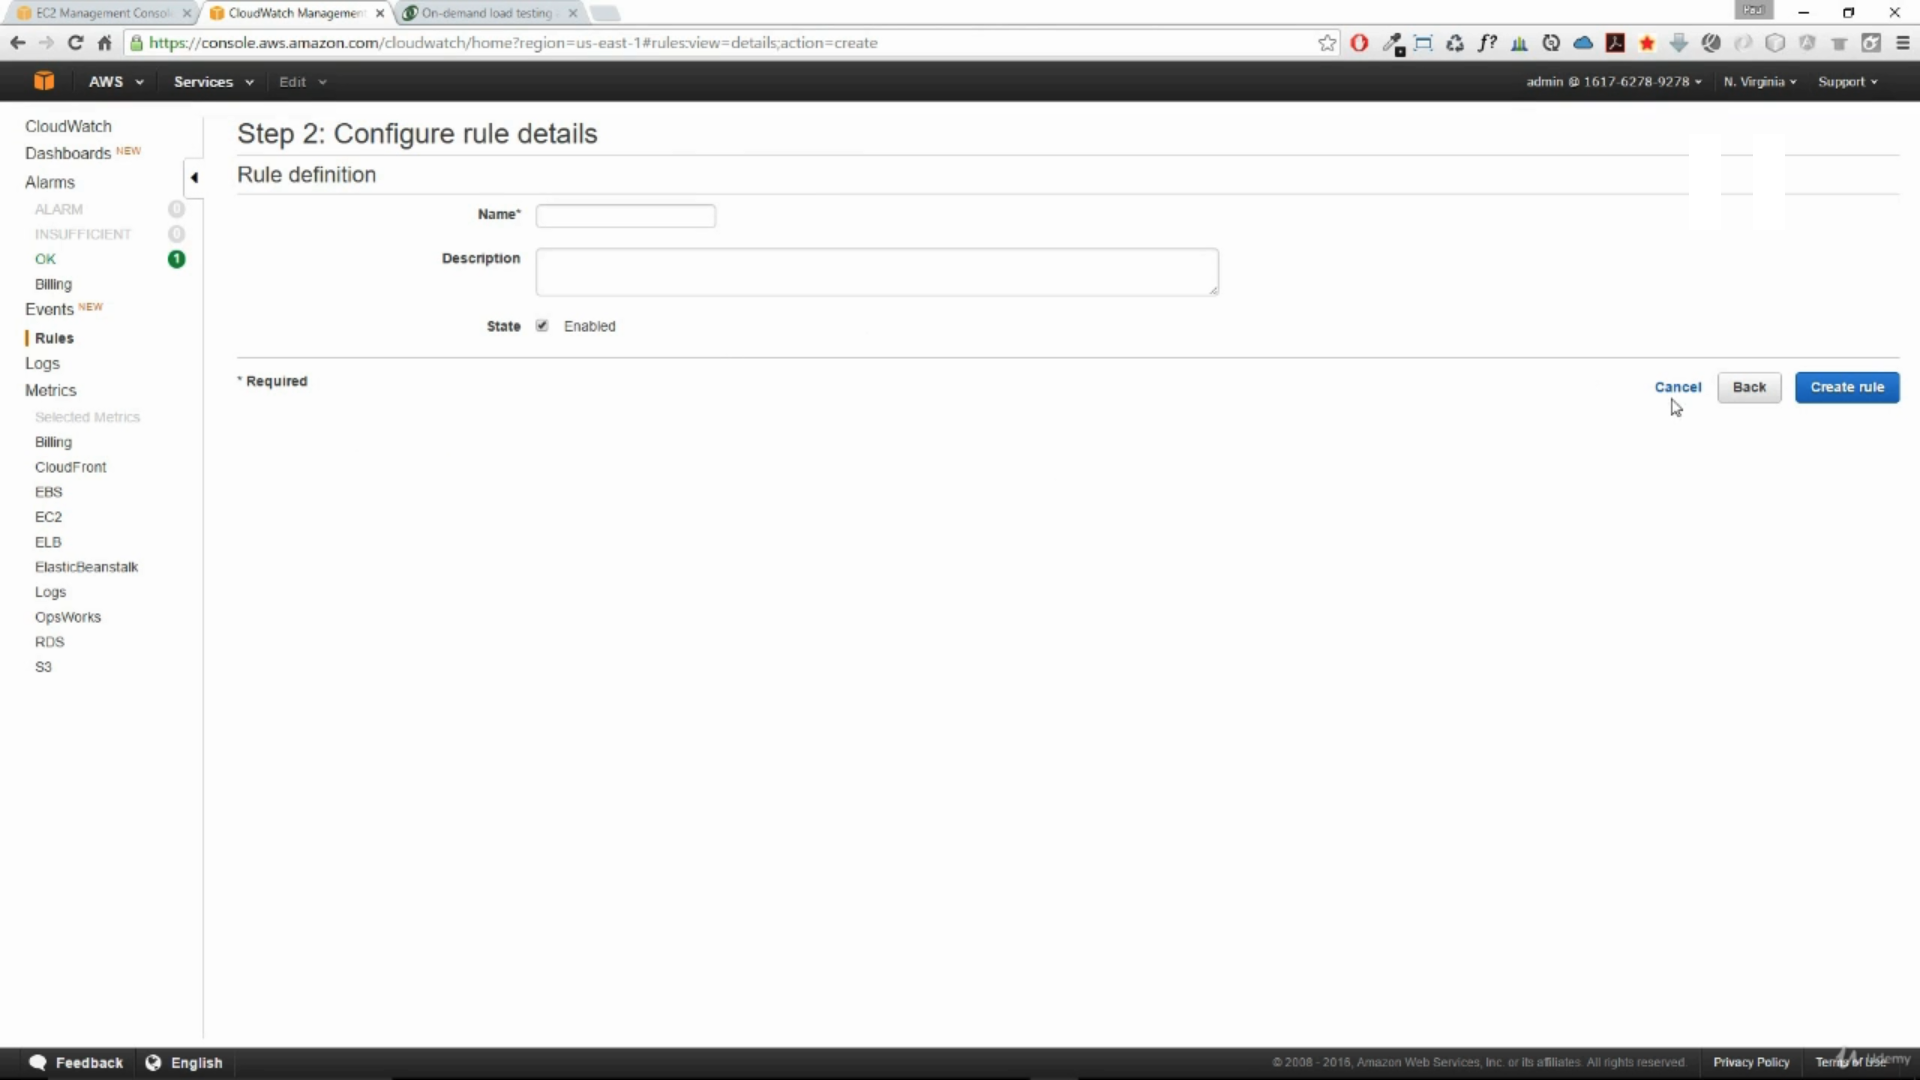 EC2 Management Consol
CloudWatch Managemen
On-demand load testing
Paul
https://console.aws.amazon.com/cloudwatch/home?region=us-east-1#rules:view=details;action=create
f?
AWS
Services
Edit
admin @ 1617-6278-9278
N. Virginia
Support
CloudWatch
Dashboards NEW
Alarms
ALARM 0
INSUFFICIENT 0
OK 1
Billing
Events NEW
Rules
Logs
Metrics
Selected Metrics
Billing
CloudFront
EBS
EC2
ELB
ElasticBeanstalk
Logs
OpsWorks
RDS
S3
Step 2: Configure rule details
Rule definition
Name*
Description
State Enabled
* Required
Cancel
Back
Create rule
Feedback
English
© 2008 - 2016, Amazon Web Services, Inc. or its affiliates. All rights reserved.
Privacy Policy
Terms of Use
Udemy